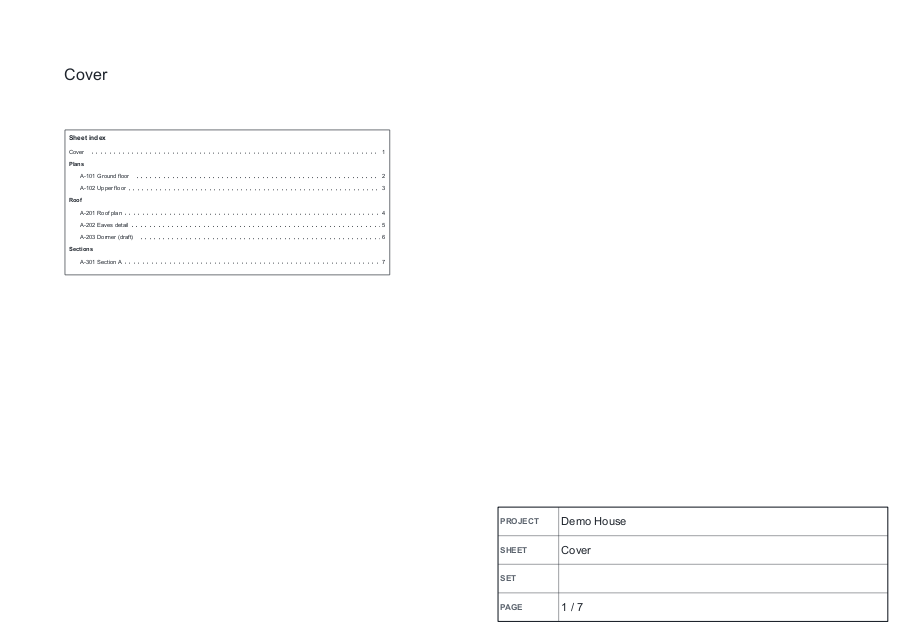 Cover
Sheet index
Cover . . . . . . . . . . . . . . . . . . . . . . . . . . . . . . . . . . . . . . . . . . . . . . . . . . . . . . . . . . . . 1
Plans
A-101 Ground floor . . . . . . . . . . . . . . . . . . . . . . . . . . . . . . . . . . . . . . . . . . . . . . . . . . 2
A-102 Upper floor . . . . . . . . . . . . . . . . . . . . . . . . . . . . . . . . . . . . . . . . . . . . . . . . . . . 3
Roof
A-201 Roof plan . . . . . . . . . . . . . . . . . . . . . . . . . . . . . . . . . . . . . . . . . . . . . . . . . . . . 4
A-202 Eaves detail . . . . . . . . . . . . . . . . . . . . . . . . . . . . . . . . . . . . . . . . . . . . . . . . . . 5
A-203 Dormer (draft) . . . . . . . . . . . . . . . . . . . . . . . . . . . . . . . . . . . . . . . . . . . . . . . . . 6
Sections
A-301 Section A . . . . . . . . . . . . . . . . . . . . . . . . . . . . . . . . . . . . . . . . . . . . . . . . . . . . 7
PROJECT Demo House
SHEET Cover
SET
PAGE 1 / 7